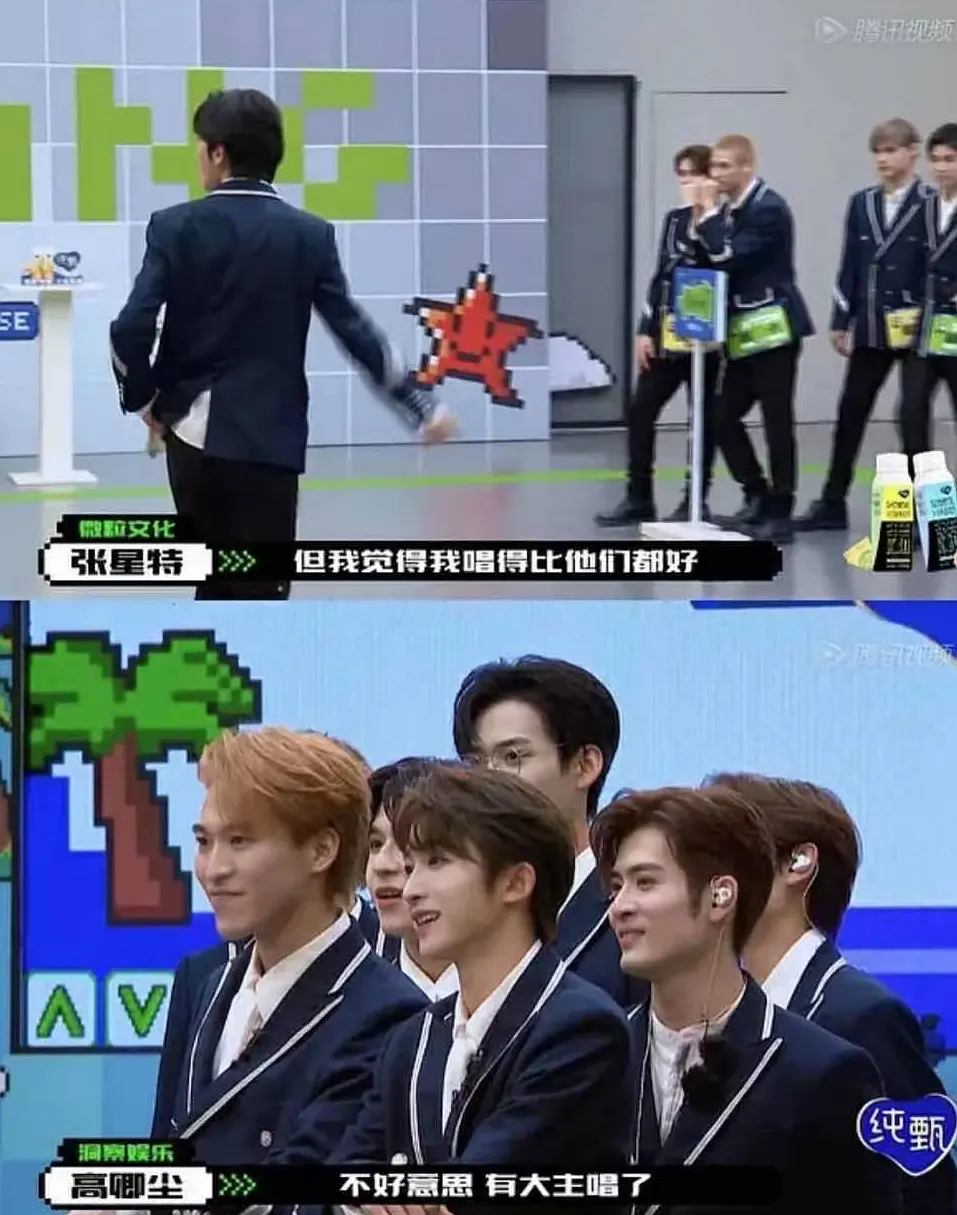 腾讯视频
SE
微粒文化
张星特
但我觉得我唱得比他们都好
腾讯视频
纯甄
洞察娱乐
高卿尘
不好意思 有大主唱了